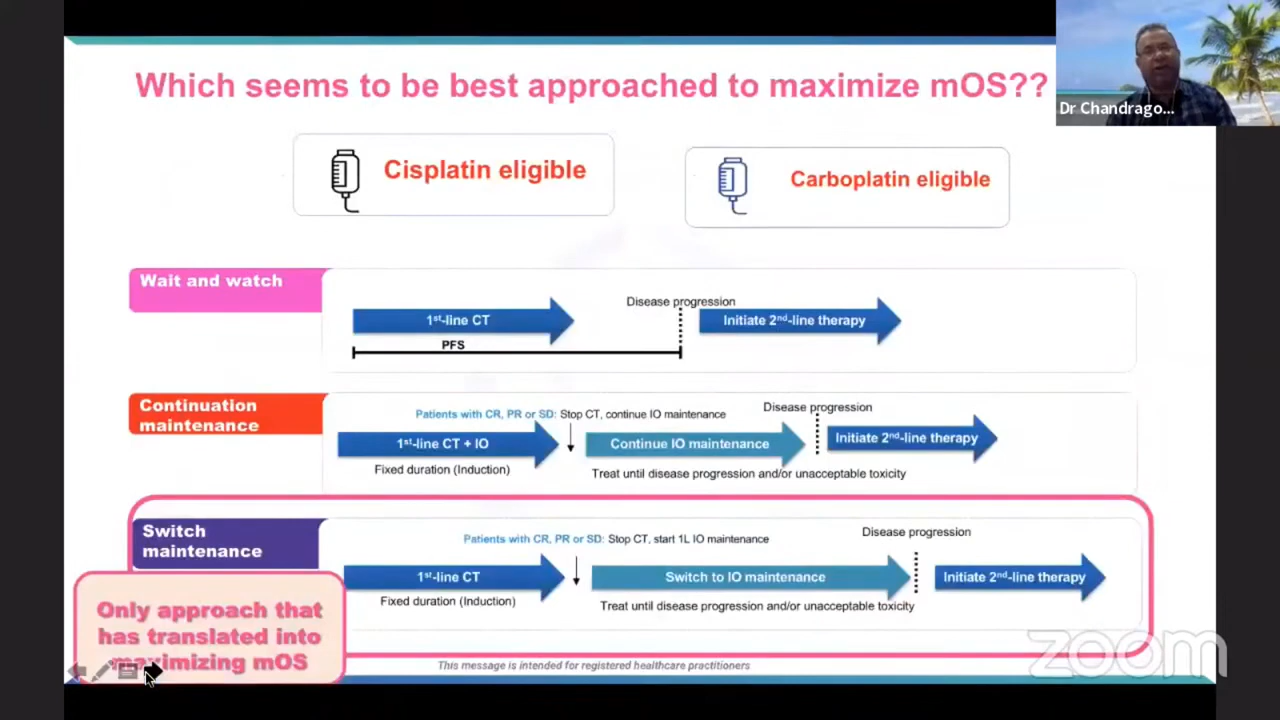 Which seems to be best approached to maximize mOS??
Dr Chandrago...
Cisplatin eligible
Carboplatin eligible
Wait and watch
Disease progression
1st-line CT
Initiate 2nd-line therapy
PFS
Continuation
maintenance
Patients with CR, PR or SD: Stop CT, continue IO maintenance
Disease progression
1st-line CT + IO
Continue IO maintenance
Initiate 2nd-line therapy
Fixed duration (Induction)
Treat until disease progression and/or unacceptable toxicity
Switch
maintenance
Patients with CR, PR or SD: Stop CT, start 1L IO maintenance
Disease progression
1st-line CT
Switch to IO maintenance
Initiate 2nd-line therapy
Fixed duration (Induction)
Treat until disease progression and/or unacceptable toxicity
Only approach that
has translated into
maximizing mOS
This message is intended for registered healthcare practitioners
zoom